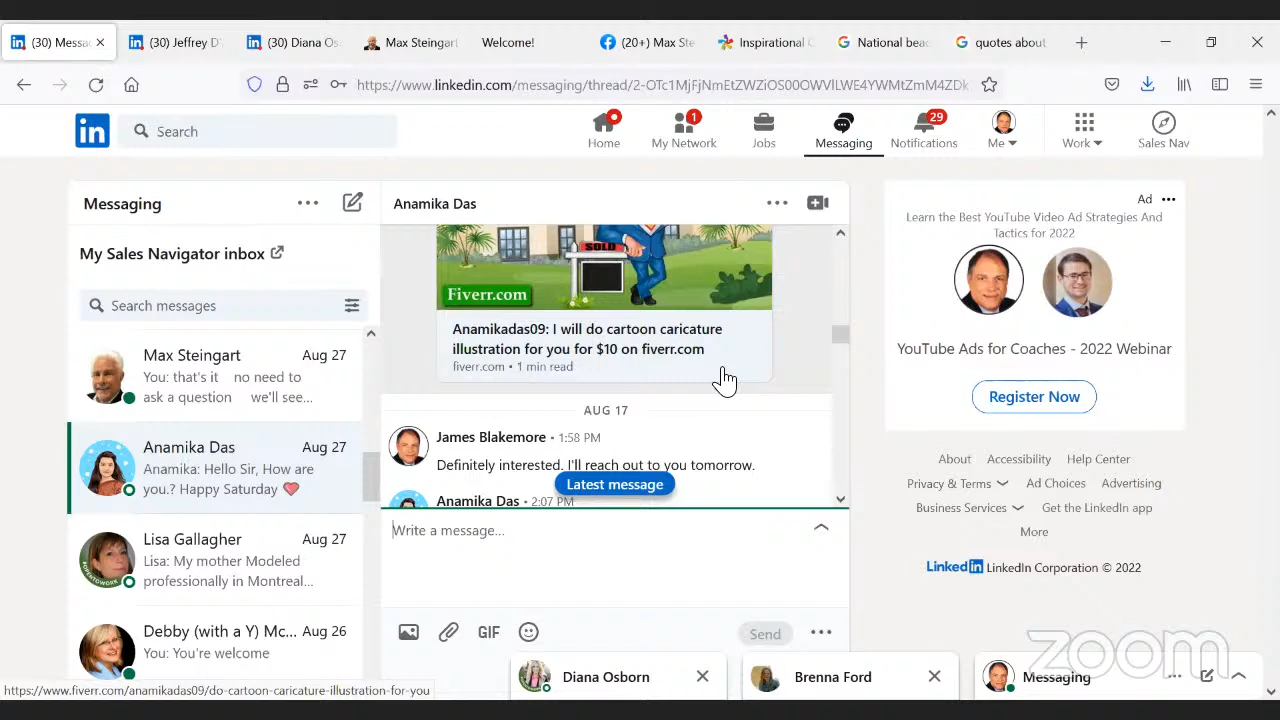 (30) Messa
(30) Jeffrey D'
(30) Diana Os
Max Steingart
Welcome!
(20+) Max Ste
Inspirational C
National bea
quotes about
https://www.linkedin.com/messaging/thread/2-OTc1MjFjNmEtZWZiOS00OWVlLWE4YWMtZmM4ZDk
in
Search
Home
1
My Network
Jobs
Messaging
29
Notifications
Me
Work
Sales Nav
Messaging
My Sales Navigator inbox
Search messages
Max Steingart Aug 27
You: that's it no need to
ask a question we'll see...
Anamika Das Aug 27
Anamika: Hello Sir, How are
you.? Happy Saturday
Lisa Gallagher Aug 27
Lisa: My mother Modeled
professionally in Montreal...
#OPENTOWORK
Debby (with a Y) Mc... Aug 26
You: You're welcome
Anamika Das
SOLD
Fiverr.com
Anamikadas09: I will do cartoon caricature
illustration for you for $10 on fiverr.com
fiverr.com • 1 min read
AUG 17
James Blakemore • 1:58 PM
Definitely interested. I'll reach out to you tomorrow.
Latest message
Anamika Das • 2:07 PM
Write a message...
GIF
Send
Ad
Learn the Best YouTube Video Ad Strategies And
Tactics for 2022
YouTube Ads for Coaches - 2022 Webinar
Register Now
About Accessibility Help Center
Privacy & Terms Ad Choices Advertising
Business Services Get the LinkedIn app
More
LinkedIn LinkedIn Corporation © 2022
zoom
Diana Osborn
Brenna Ford
Messaging
https://www.fiverr.com/anamikadas09/do-cartoon-caricature-illustration-for-you